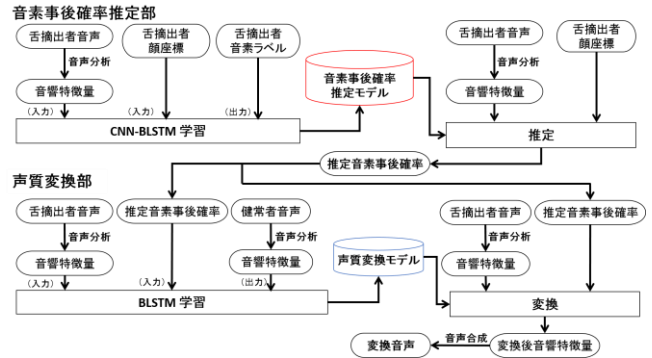 音素事後確率推定部
舌摘出者音声
舌摘出者
顔座標
舌摘出者
音素ラベル
音声分析
音響特徴量
(入力)
(入力)
(出力)
CNN-BLSTM 学習
音素事後確率
推定モデル
舌摘出者音声
舌摘出者
顔座標
音声分析
音響特徴量
推定
推定音素事後確率
声質変換部
舌摘出者音声
推定音素事後確率
健常者音声
音声分析
音声分析
音響特徴量
音響特徴量
(入力)
(入力)
(出力)
BLSTM 学習
声質変換モデル
舌摘出者音声
推定音素事後確率
音声分析
音響特徴量
変換
変換音声
音声合成
変換後音響特徴量